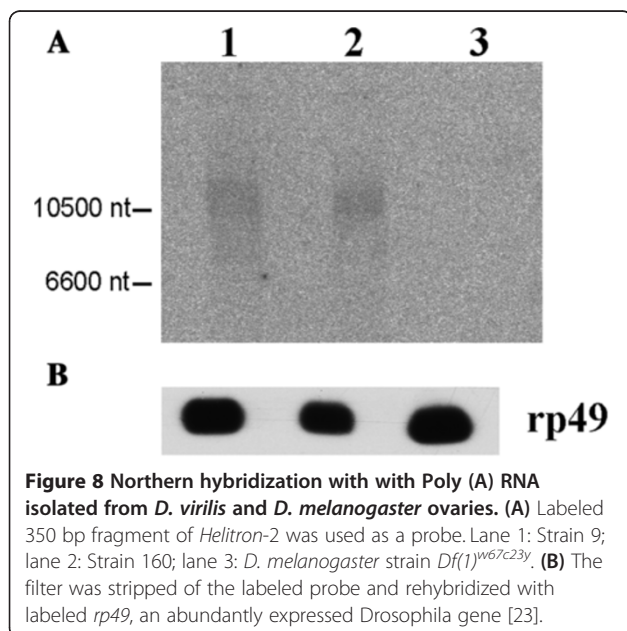 A
1 2 3
10500 nt
6600 nt
B
rp49
Figure 8 Northern hybridization with with Poly (A) RNA
isolated from D. virilis and D. melanogaster ovaries. (A) Labeled
350 bp fragment of Helitron-2 was used as a probe. Lane 1: Strain 9;
lane 2: Strain 160; lane 3: D. melanogaster strain Df(1)w67c23y. (B) The
filter was stripped of the labeled probe and rehybridized with
labeled rp49, an abundantly expressed Drosophila gene [23].